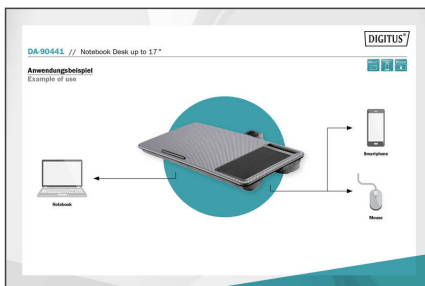 DIGITUS®
DA-90441 // Notebook Desk up to 17 "
Anwendungsbeispiel
Example of use
Smartphone
Notebook
Mouse